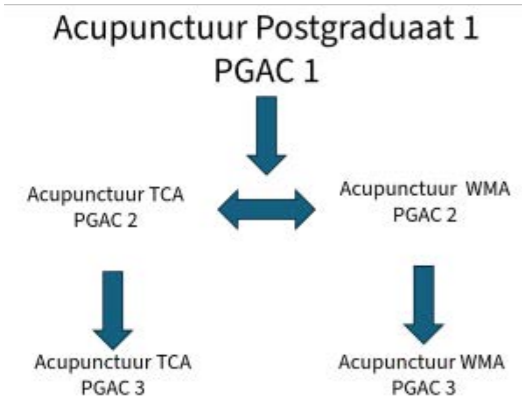 Acupunctuur Postgraduaat 1
PGAC 1
Acupunctuur TCA
PGAC 2
Acupunctuur WMA
PGAC 2
Acupunctuur TCA
PGAC 3
Acupunctuur WMA
PGAC 3